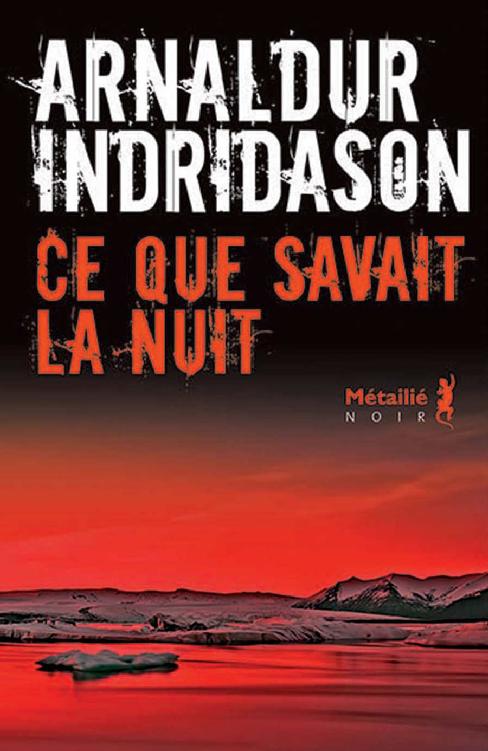 ARNALDUR
INDRIDASON
CE QUE SAVAIT
LA NUIT
Métailié
NOIR